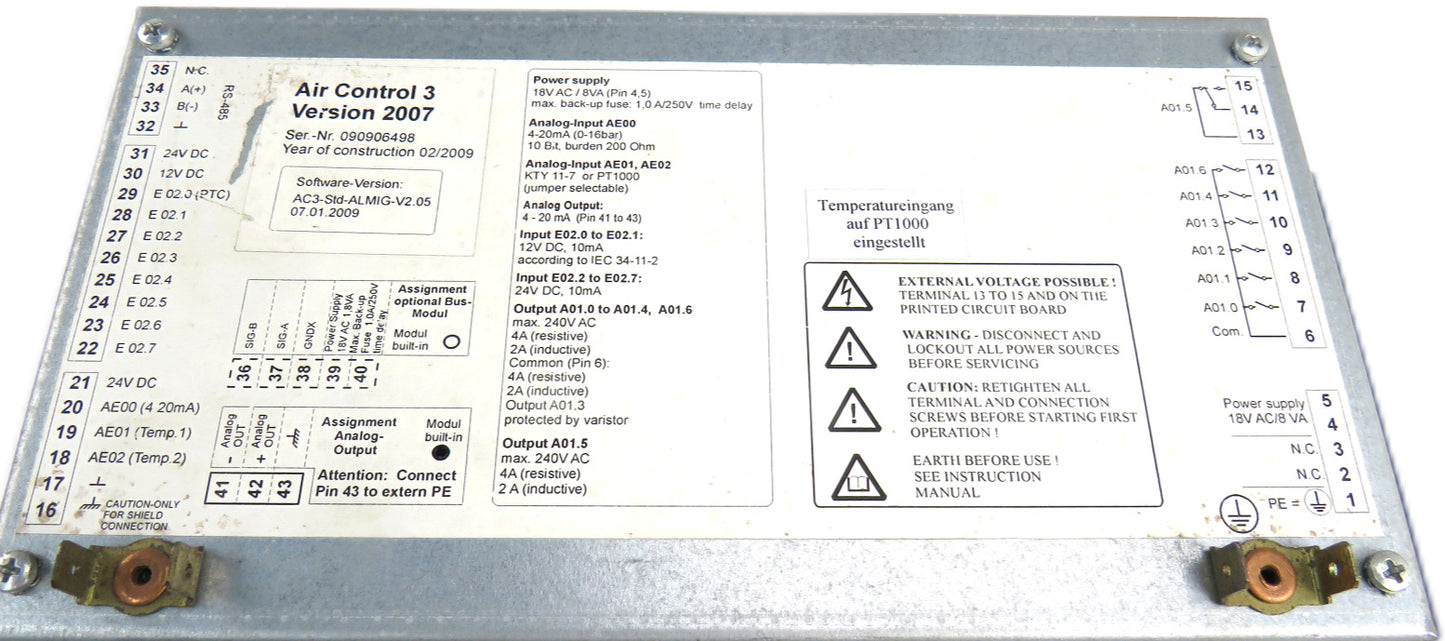 35 N.C.
34 A(+)
33 B(-)
32
RS-485
31 24V DC
30 12V DC
29 E 02.0 (PTC)
28 E 02.1
27 E 02.2
26 E 02.3
25 E 02.4
24 E 02.5
23 E 02.6
22 E 02.7
21 24V DC
20 AE00 (4 20mA)
19 AE01 (Temp.1)
18 AE02 (Temp.2)
17
16 CAUTION-ONLY
FOR SHIELD
CONNECTION
Air Control 3
Version 2007
Ser.-Nr. 090906498
Year of construction 02/2009
Software-Version:
AC3-Std-ALMIG-V2.05
07.01.2009
SIG-B
SIG-A
GNDX
Power Supply
18V AC 1,8VA
Max. Back-up
Fuse 1,0A/250V
time delay
36 37 38 39 40
Assignment
optional Bus-
Modul
Modul
built-in
- Analog
OUT
+ Analog
OUT
41 42 43
Assignment
Analog-
Output
Modul
built-in
Attention: Connect
Pin 43 to extern PE
Power supply
18V AC / 8VA (Pin 4,5)
max. back-up fuse: 1,0 A/250V time delay
Analog-Input AE00
4-20mA (0-16bar)
10 Bit, burden 200 Ohm
Analog-Input AE01, AE02
KTY 11-7 or PT1000
(jumper selectable)
Analog Output:
4 - 20 mA (Pin 41 to 43)
Input E02.0 to E02.1:
12V DC, 10mA
according to IEC 34-11-2
Input E02.2 to E02.7:
24V DC, 10mA
Output A01.0 to A01.4, A01.6
max. 240V AC
4A (resistive)
2A (inductive)
Common (Pin 6):
4A (resistive)
2A (inductive)
Output A01.3
protected by varistor
Output A01.5
max. 240V AC
4A (resistive)
2 A (inductive)
Temperatureingang
auf PT1000
eingestellt
EXTERNAL VOLTAGE POSSIBLE !
TERMINAL 13 TO 15 AND ON THE
PRINTED CIRCUIT BOARD
WARNING - DISCONNECT AND
LOCKOUT ALL POWER SOURCES
BEFORE SERVICING
CAUTION: RETIGHTEN ALL
TERMINAL AND CONNECTION
SCREWS BEFORE STARTING FIRST
OPERATION !
EARTH BEFORE USE !
SEE INSTRUCTION
MANUAL
15
A01.5 14
13
A01.6 12
A01.4 11
A01.3 10
A01.2 9
A01.1 8
A01.0 7
Com. 6
Power supply 5
18V AC/8 VA 4
N.C. 3
N.C. 2
PE = 1